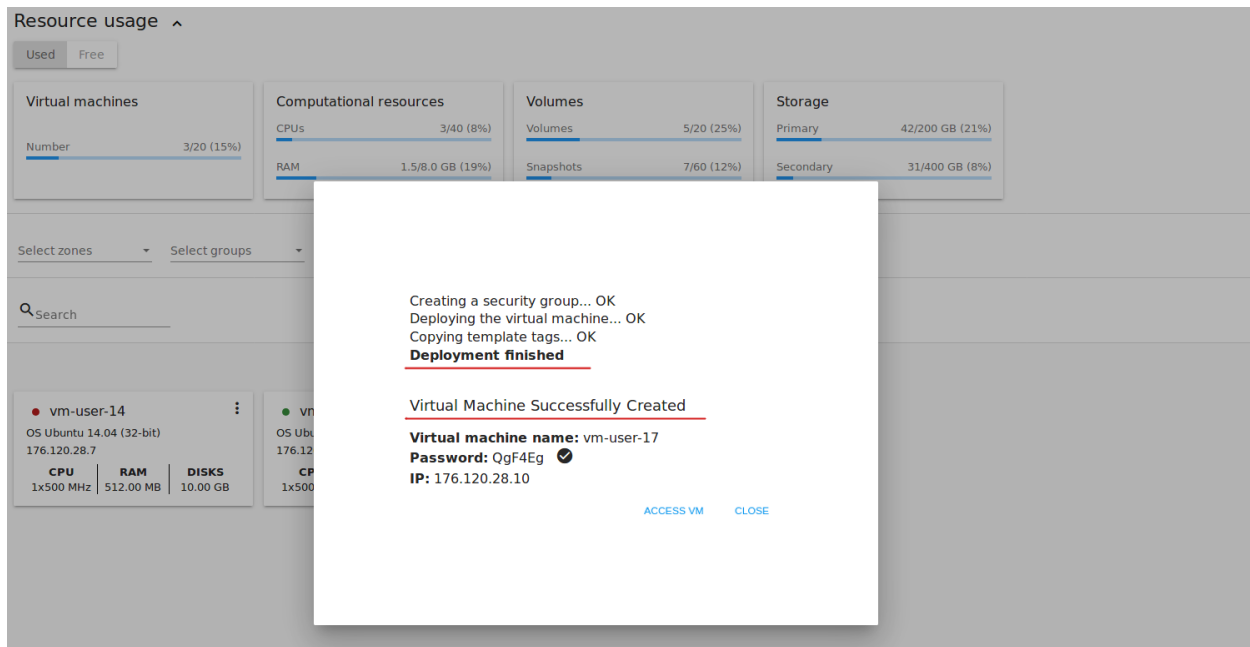 Resource usage
Used Free
Virtual machines
Number 3/20 (15%)
Computational resources
CPUs 3/40 (8%)
RAM 1.5/8.0 GB (19%)
Volumes
Volumes 5/20 (25%)
Snapshots 7/60 (12%)
Storage
Primary 42/200 GB (21%)
Secondary 31/400 GB (8%)
Select zones Select groups
Search
vm-user-14
OS Ubuntu 14.04 (32-bit)
176.120.28.7
CPU RAM DISKS
1x500 MHz 512.00 MB 10.00 GB
Creating a security group... OK
Deploying the virtual machine... OK
Copying template tags... OK
Deployment finished
Virtual Machine Successfully Created
Virtual machine name: vm-user-17
Password: QgF4Eg
IP: 176.120.28.10
ACCESS VM CLOSE